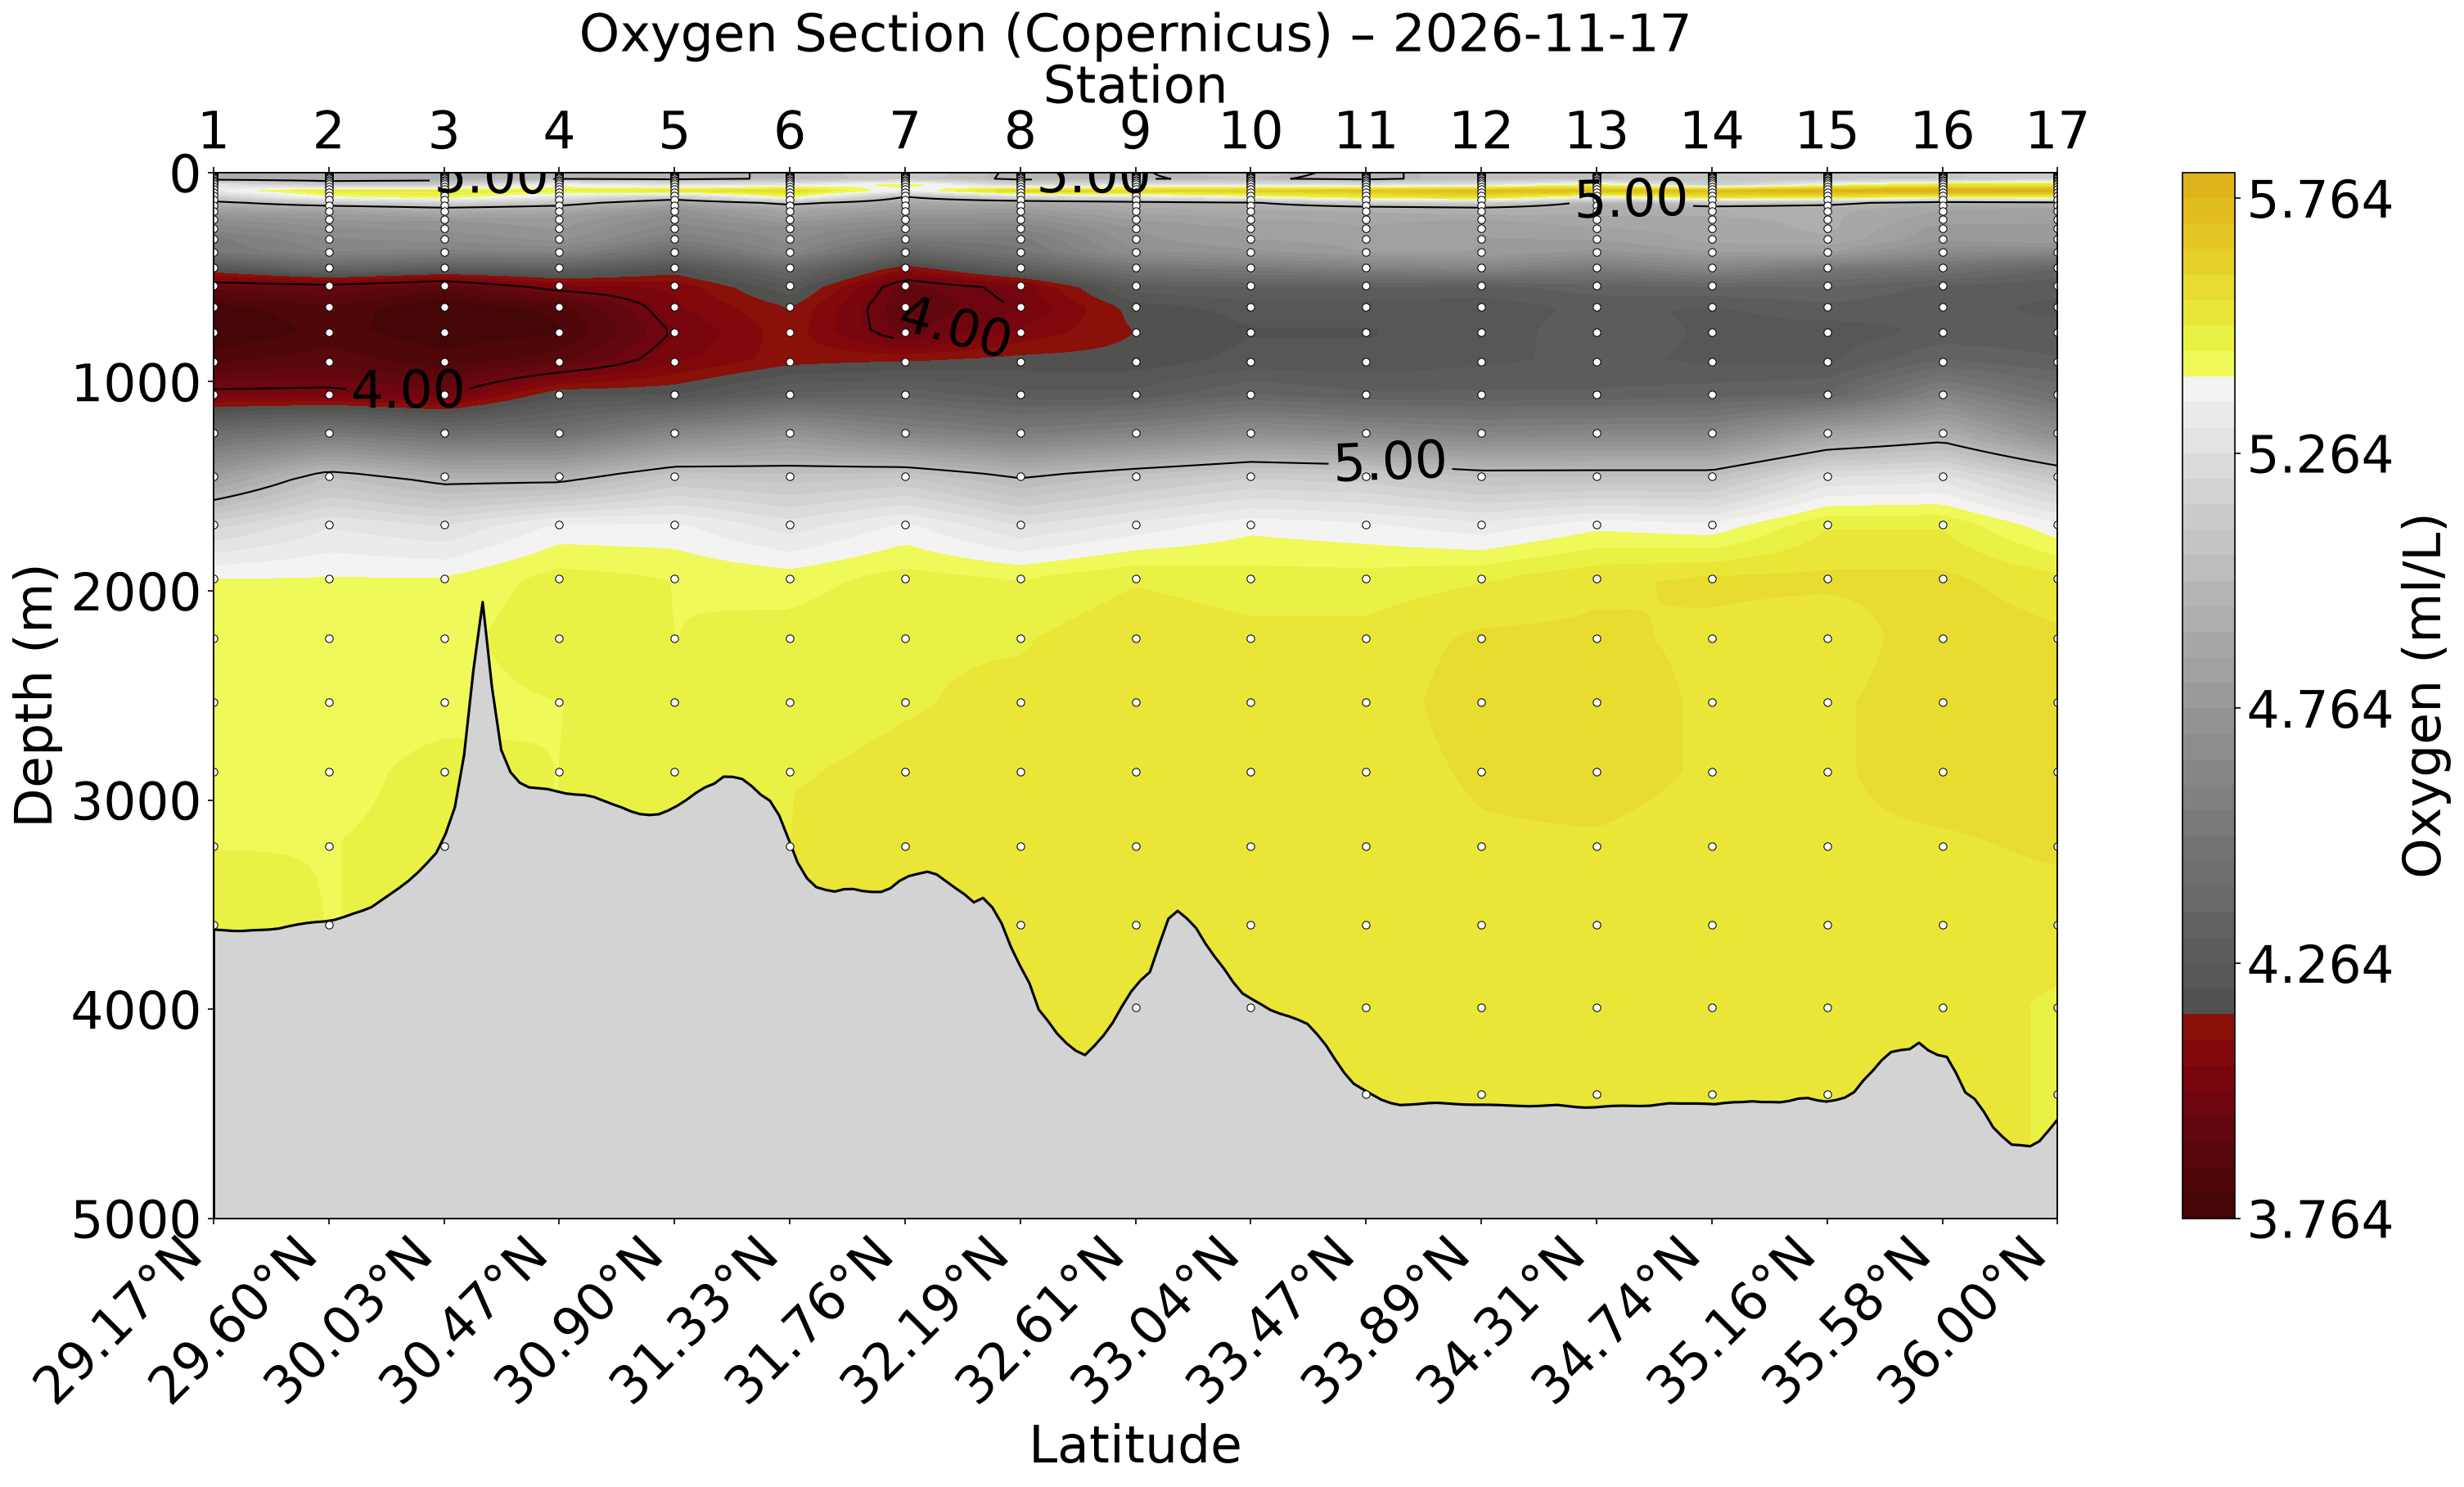 Oxygen Section (Copernicus) – 2026-11-17
Station
1 2 3 4 5 6 7 8 9 10 11 12 13 14 15 16 17
0
1000
2000
3000
4000
5000
Depth (m)
5.00
5.00
5.00
4.00
4.00
5.00
29.17°N 29.60°N 30.03°N 30.47°N 30.90°N 31.33°N 31.76°N 32.19°N 32.61°N 33.04°N 33.47°N 33.89°N 34.31°N 34.74°N 35.16°N 35.58°N 36.00°N
Latitude
5.764
5.264
4.764
4.264
3.764
Oxygen (ml/L)